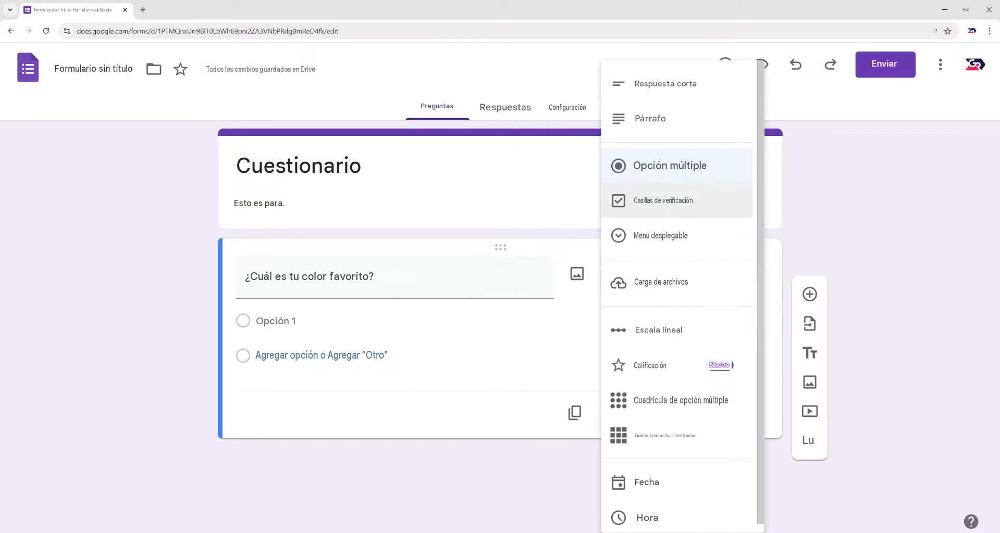 Formulario sin título - Formularios de Google
PAG
docs.google.com/forms/d/1PTMQnxUrr9BlT0LbWlr69pni2ZA3VNbPRdgBmReO4fk/edit
P
Formulario sin título
Todos los cambios guardados en Drive
Enviar
GR
Preguntas
Respuestas
Configuración
Cuestionario
Esto es para.
¿Cuál es tu color favorito?
Opción 1
Agregar opción o Agregar "Otro"
Respuesta corta
Párrafo
Opción múltiple
Casillas de verificación
Menú desplegable
Carga de archivos
Escala lineal
Calificación
Nuevo
Cuadrícula de opción múltiple
Cuadrícula de casillas de verificación
Fecha
Hora
Tt
Lu